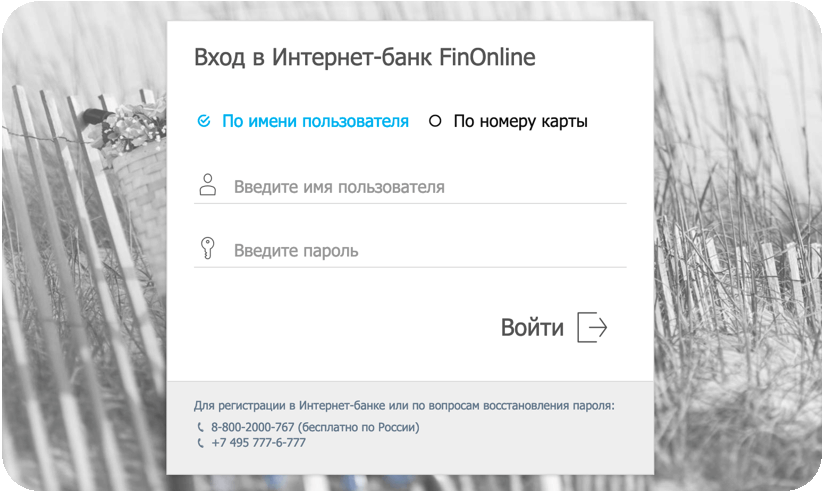 Вход в Интернет-банк FinOnline
По имени пользователя По номеру карты
Введите имя пользователя
Введите пароль
Войти
Для регистрации в Интернет-банке или по вопросам восстановления пароля:
8-800-2000-767 (бесплатно по России)
+7 495 777-6-777